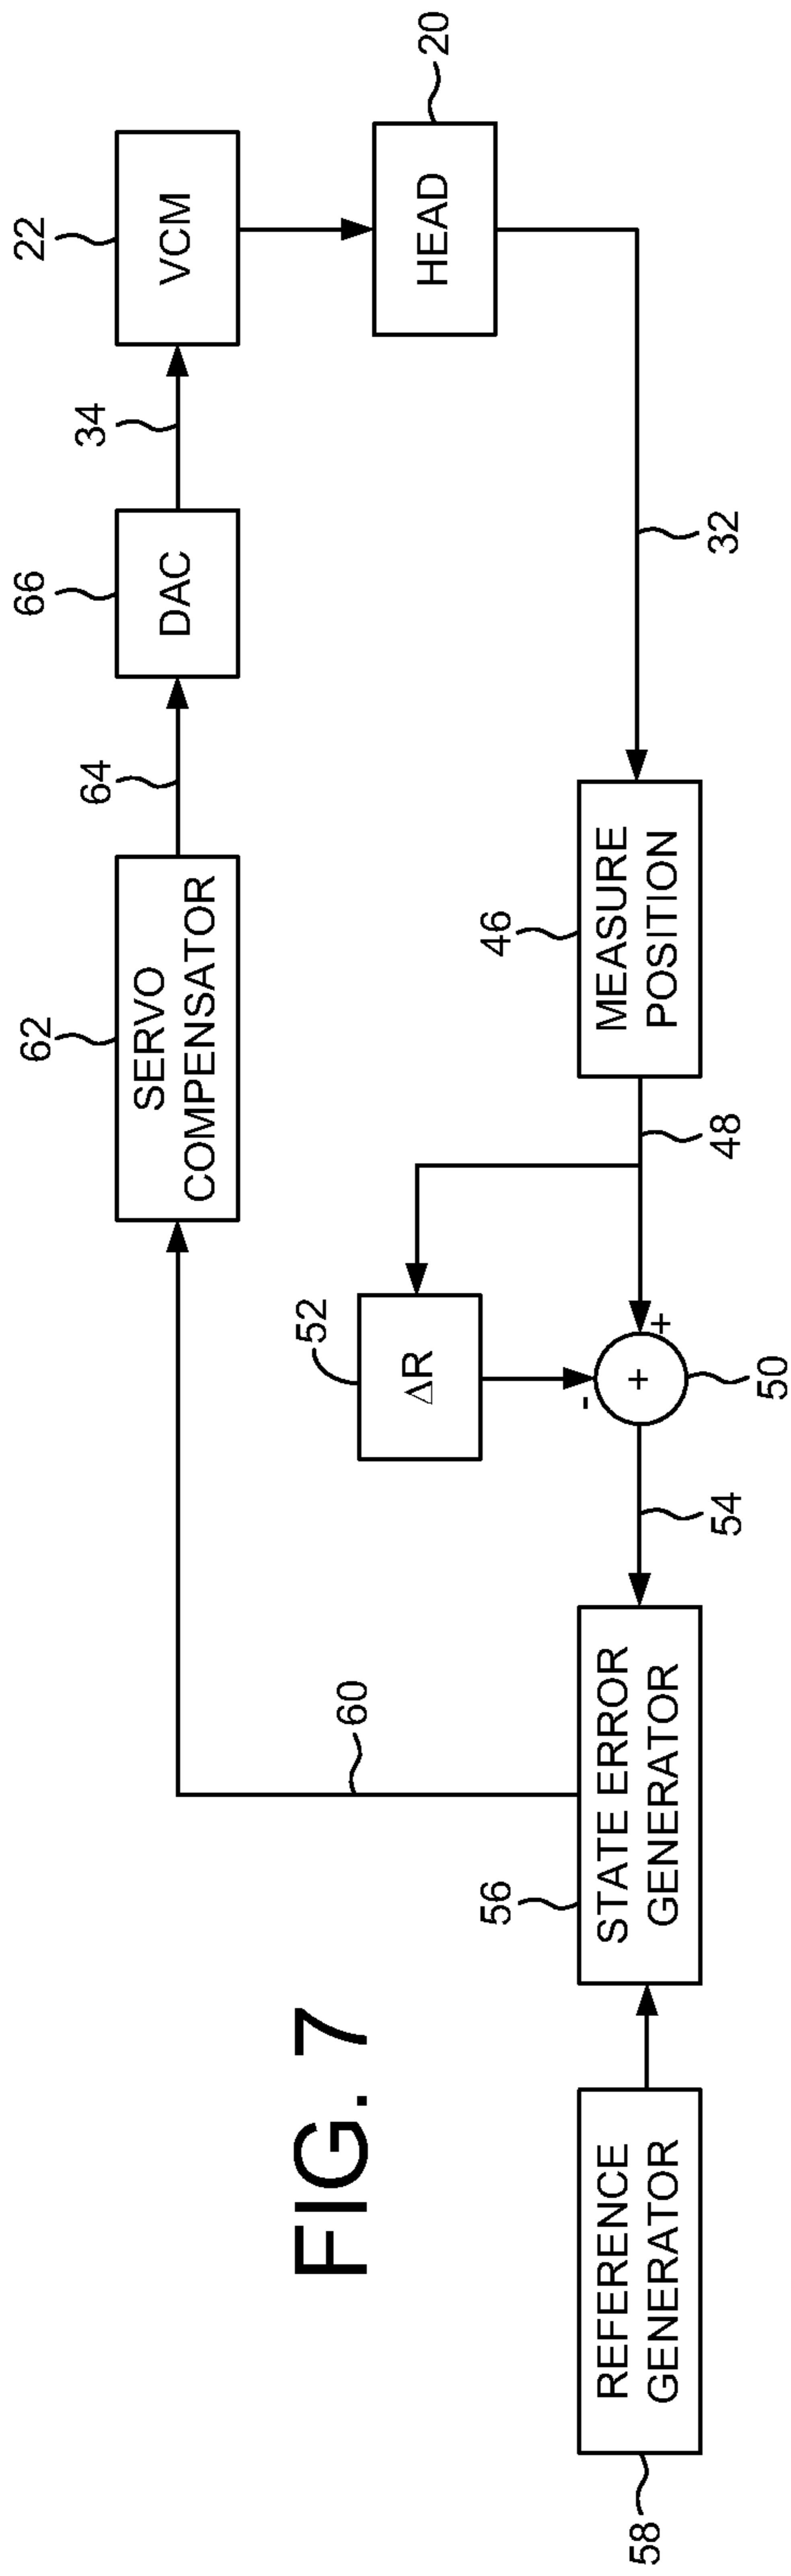 58
REFERENCE
GENERATOR
56
STATE ERROR
GENERATOR
60
54
50
+
+
-
52
ΔR
48
46
MEASURE
POSITION
32
62
SERVO
COMPENSATOR
64
66
DAC
34
22
VCM
20
HEAD
FIG. 7